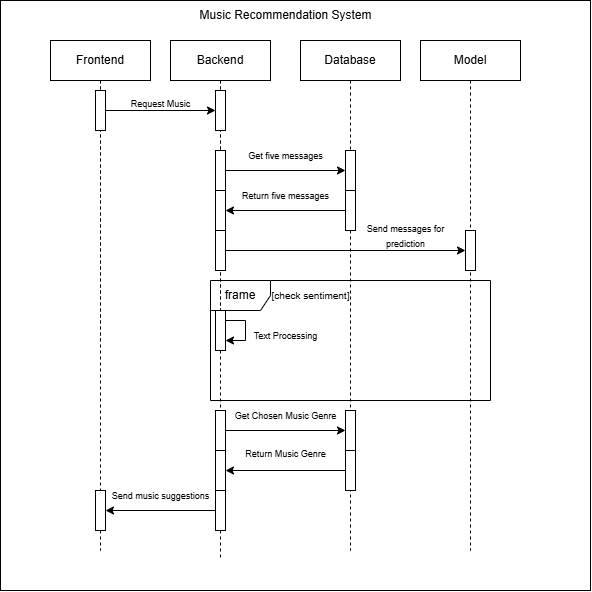 Music Recommendation System
Frontend
Backend
Database
Model
Request Music
Get five messages
Return five messages
Send messages for
prediction
frame
[check sentiment]
Text Processing
Get Chosen Music Genre
Return Music Genre
Send music suggestions